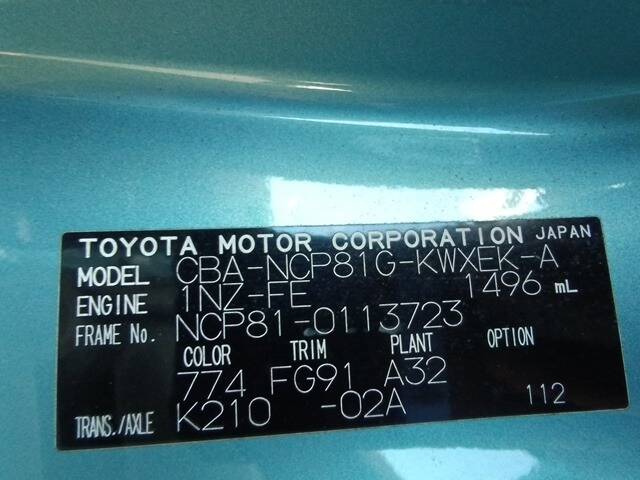 TOYOTA MOTOR CORPORATION JAPAN
MODEL CBA-NCP81G-KWXEK-A
ENGINE 1NZ-FE 1496 mL
FRAME No. NCP81-0113723
COLOR TRIM PLANT OPTION
774 FG91 A32
TRANS./AXLE K210 -02A 112